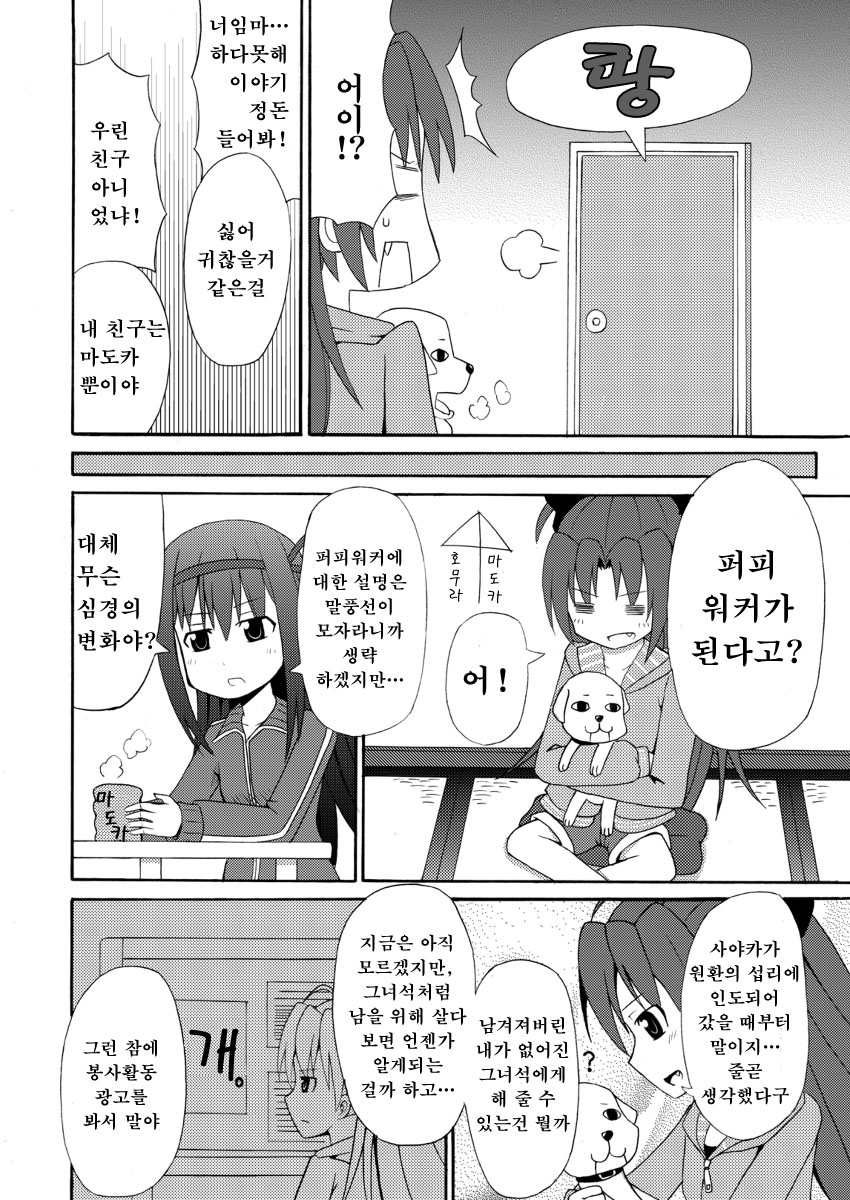 쾅
어이!?
너임마…
하다못해
이야기
정돈
들어봐!
싫어
귀찮을거
같은걸
우린
친구
아니
었냐!
내 친구는
마도카
뿐이야
퍼피
워커가
된다고?
어!
마도카
호무라
퍼피워커에
대한 설명은
말풍선이
모자라니까
생략
하겠지만…
대체
무슨
심경의
변화야?
마도카
사야카가
원환의 섭리에
인도되어
갔을 때부터
말이지…
줄곧
생각했다구
?
남겨져버린
내가 없어진
그녀석에게
해 줄 수
있는건 뭘까
지금은 아직
모르겠지만,
그녀석처럼
남을 위해 살다
보면 언젠가
알게되는
걸까 하고…
개。
그런 참에
봉사활동
광고를
봐서 말야